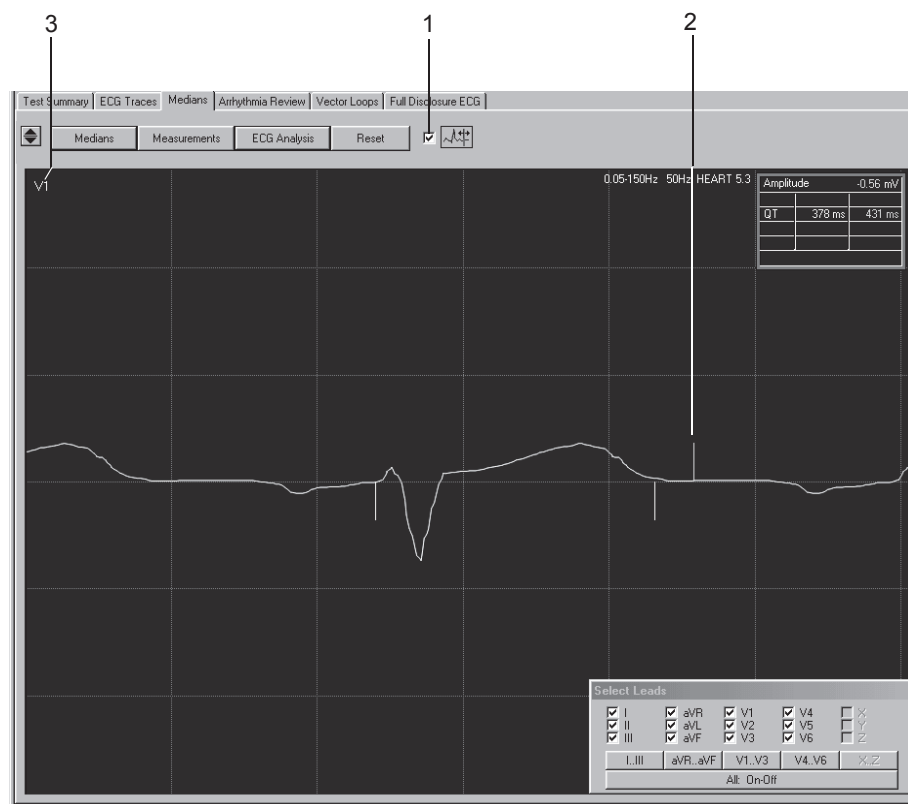 3 1 2
Test Summary ECG Traces Medians Arrhythmia Review Vector Loops Full Disclosure ECG
Medians Measurements ECG Analysis Reset
V1 0.05-150Hz 50Hz HEART 5.3
Amplitude -0.56 mV
QT 378 ms 431 ms
Select Leads
I aVR V1 V4 X
II aVL V2 V5 Y
III aVF V3 V6 Z
I..III aVR..aVF V1..V3 V4..V6 X..Z
All: On-Off